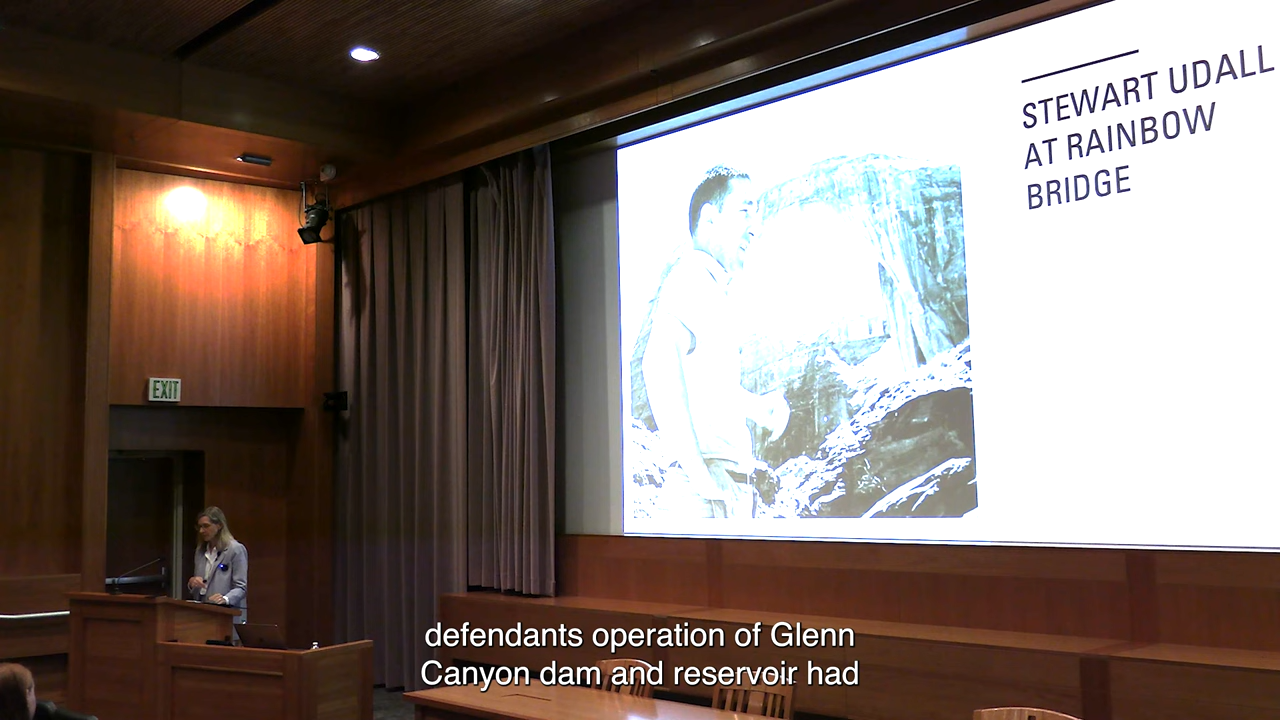 STEWART UDALL
AT RAINBOW
BRIDGE
EXIT
defendants operation of Glenn
Canyon dam and reservoir had